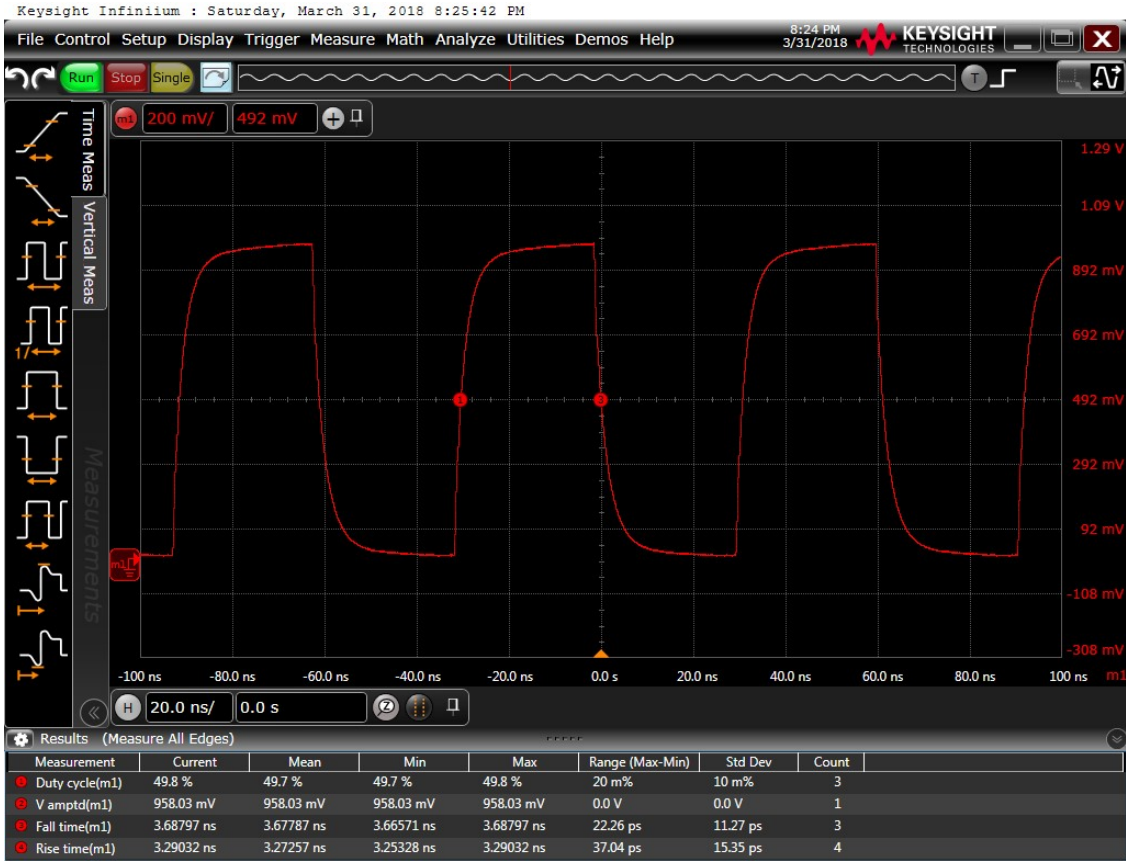 Keysight Infiniium : Saturday, March 31, 2018 8:25:42 PM
File Control Setup Display Trigger Measure Math Analyze Utilities Demos Help
8:24 PM
3/31/2018
KEYSIGHT
TECHNOLOGIES
X
Run Stop Single T
Time Meas
Vertical Meas
Measurements
1/
m1 200 mV/ 492 mV +
1.29 V
1.09 V
892 mV
692 mV
492 mV
292 mV
92 mV
-108 mV
-308 mV
1 3
m1
-100 ns -80.0 ns -60.0 ns -40.0 ns -20.0 ns 0.0 s 20.0 ns 40.0 ns 60.0 ns 80.0 ns 100 ns m1
H 20.0 ns/ 0.0 s Z
Results (Measure All Edges)
Measurement Current Mean Min Max Range (Max-Min) Std Dev Count
1 Duty cycle(m1) 49.8 % 49.7 % 49.7 % 49.8 % 20 m% 10 m% 3
2 V amptd(m1) 958.03 mV 958.03 mV 958.03 mV 958.03 mV 0.0 V 0.0 V 1
3 Fall time(m1) 3.68797 ns 3.67787 ns 3.66571 ns 3.68797 ns 22.26 ps 11.27 ps 3
4 Rise time(m1) 3.29032 ns 3.27257 ns 3.25328 ns 3.29032 ns 37.04 ps 15.35 ps 4